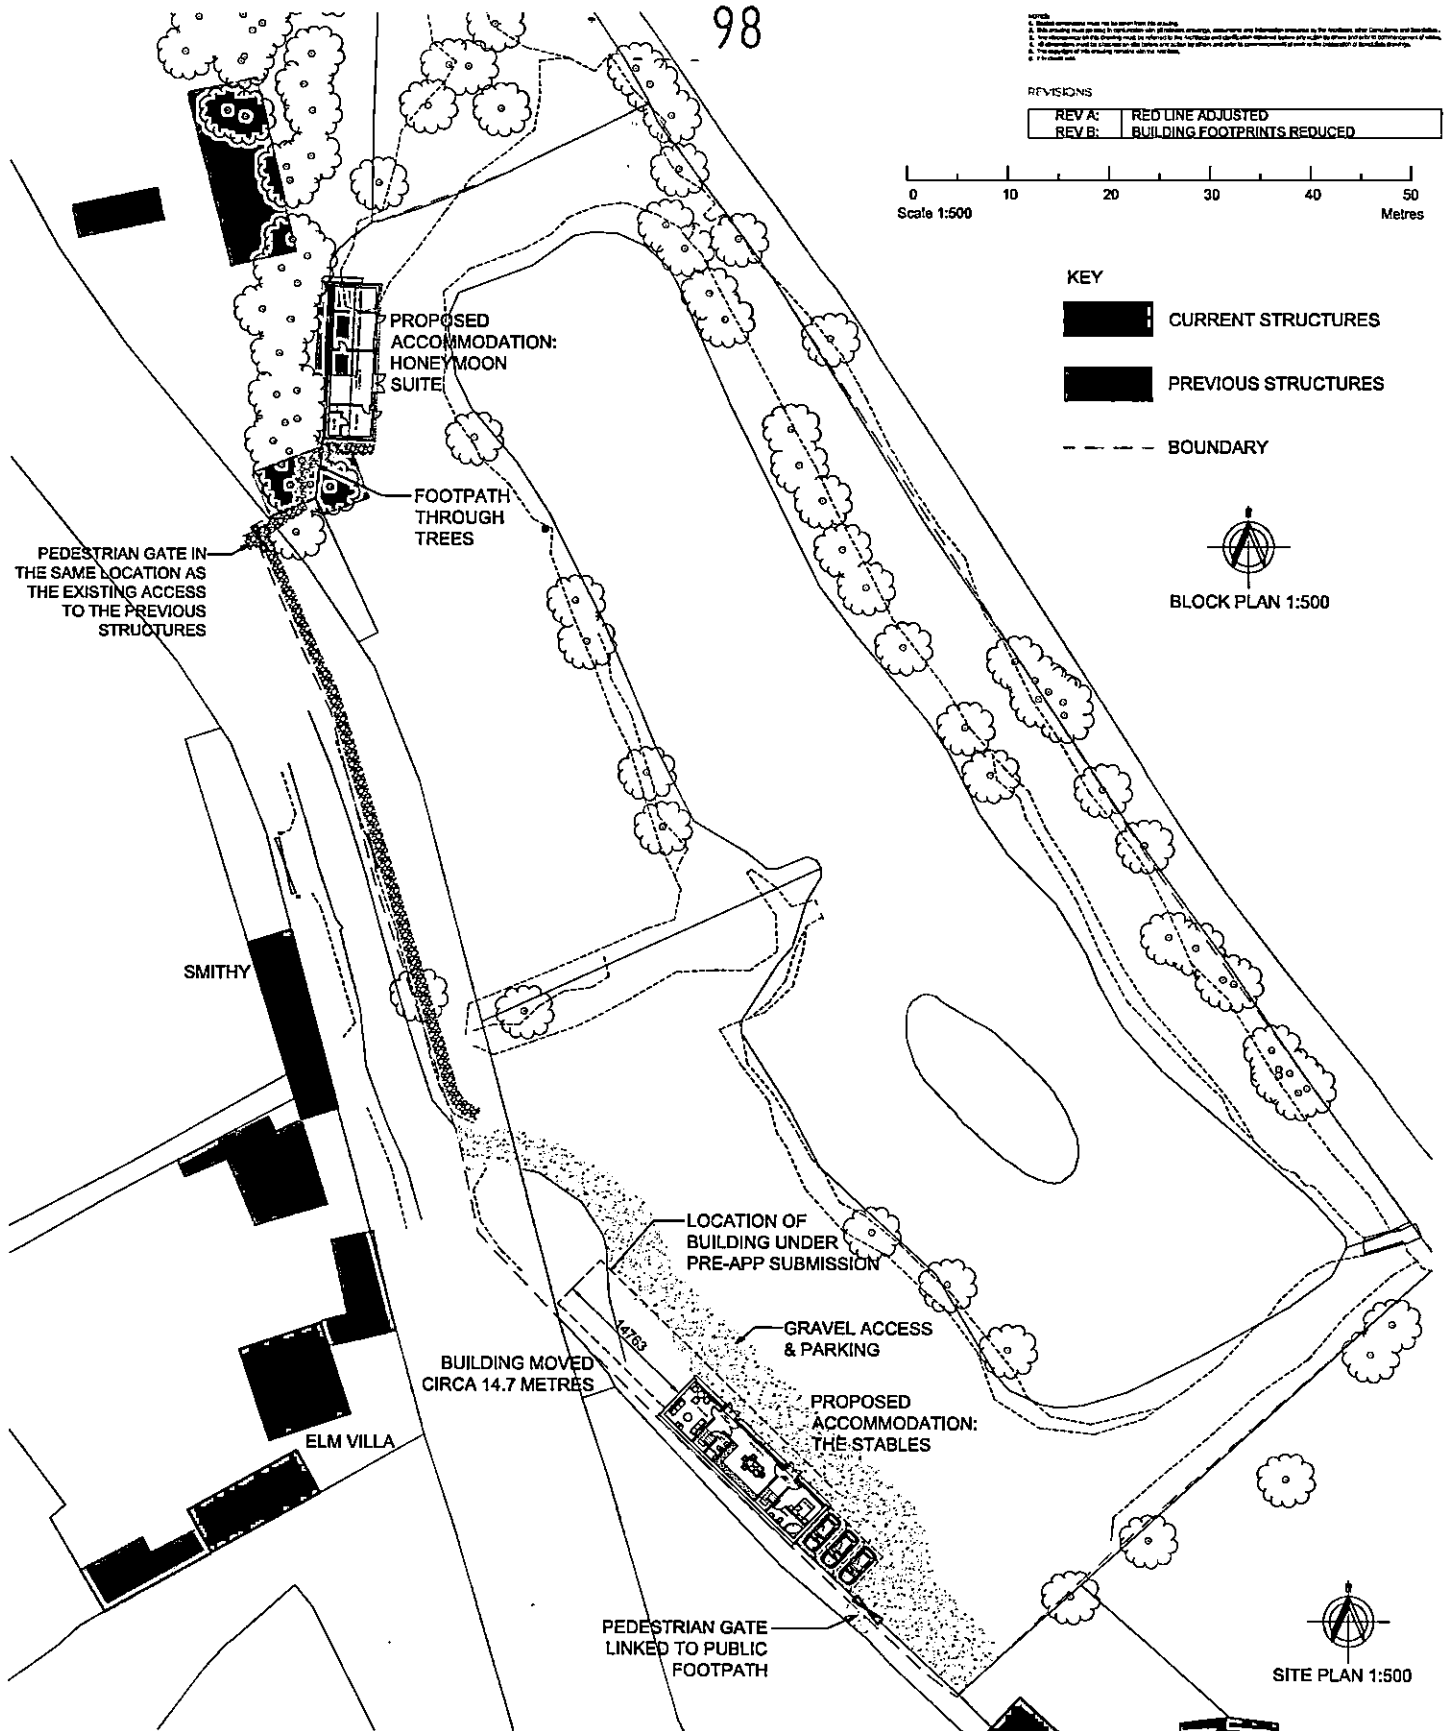 98
NOTES
REVISIONS
REV A: RED LINE ADJUSTED
REV B: BUILDING FOOTPRINTS REDUCED
0 10 20 30 40 50
Scale 1:500 Metres
KEY
CURRENT STRUCTURES
PREVIOUS STRUCTURES
BOUNDARY
BLOCK PLAN 1:500
PROPOSED
ACCOMMODATION:
HONEYMOON
SUITE
FOOTPATH
THROUGH
TREES
PEDESTRIAN GATE IN
THE SAME LOCATION AS
THE EXISTING ACCESS
TO THE PREVIOUS
STRUCTURES
SMITHY
LOCATION OF
BUILDING UNDER
PRE-APP SUBMISSION
GRAVEL ACCESS
& PARKING
14763
BUILDING MOVED
CIRCA 14.7 METRES
PROPOSED
ACCOMMODATION:
THE STABLES
ELM VILLA
PEDESTRIAN GATE
LINKED TO PUBLIC
FOOTPATH
SITE PLAN 1:500